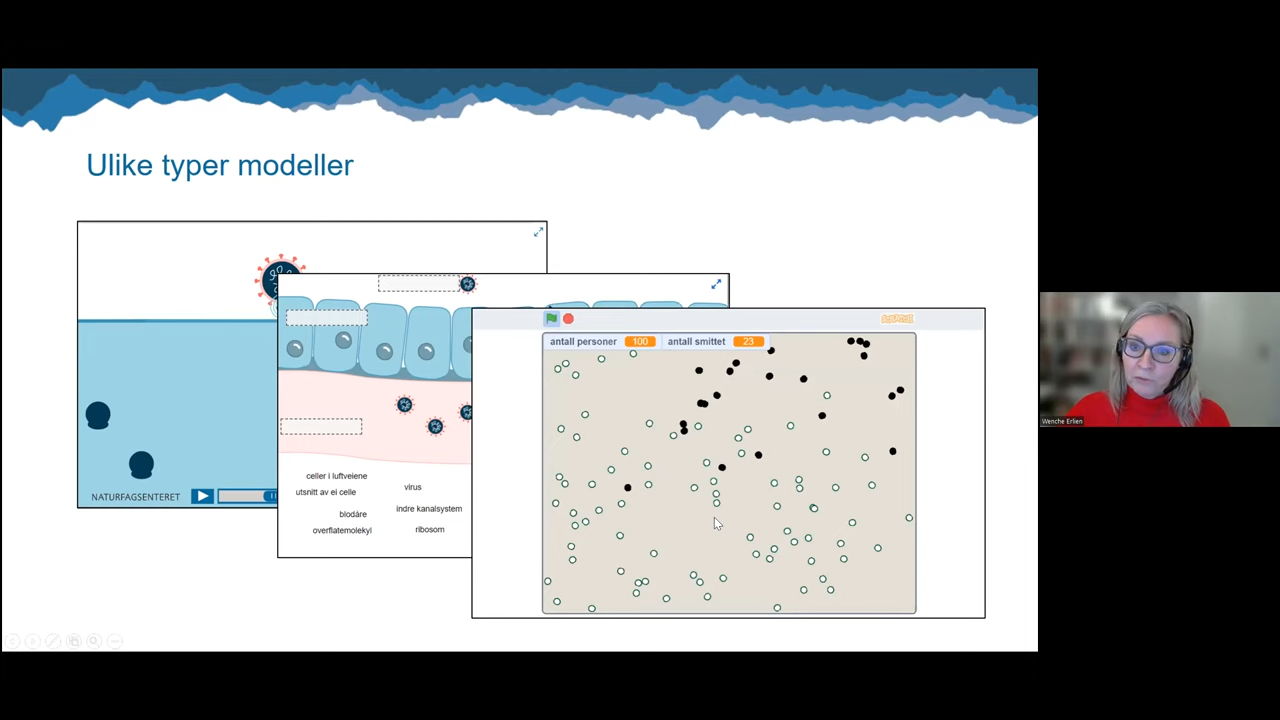 Ulike typer modeller
NATURFAGSENTERET
celler i luftveiene
utsnitt av ei celle
virus
blodåre
indre kanalsystem
overflatemolekyl
ribosom
antall personer 100 antall smittet 23
SCRATCH
Wenche Erlien